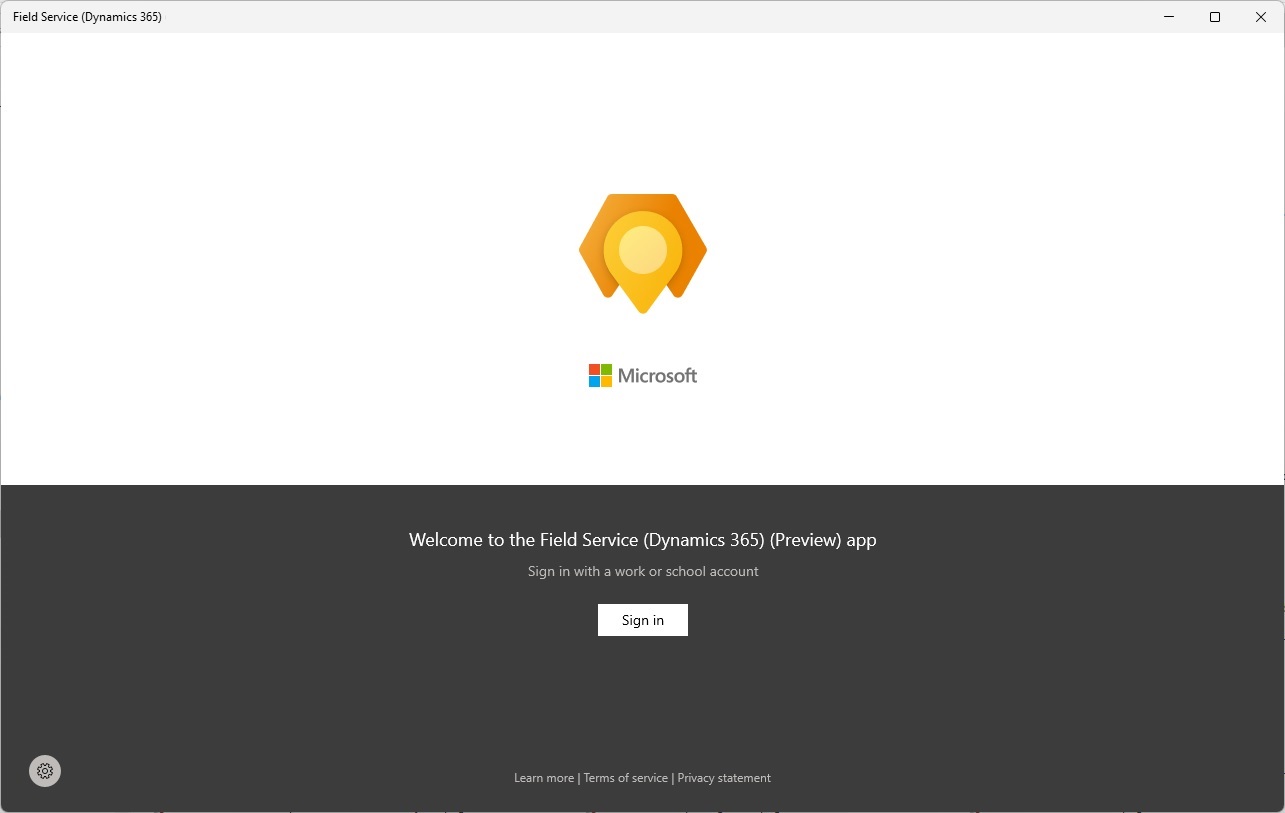 Field Service (Dynamics 365)
Microsoft
Welcome to the Field Service (Dynamics 365) (Preview) app
Sign in with a work or school account
Sign in
Learn more | Terms of service | Privacy statement